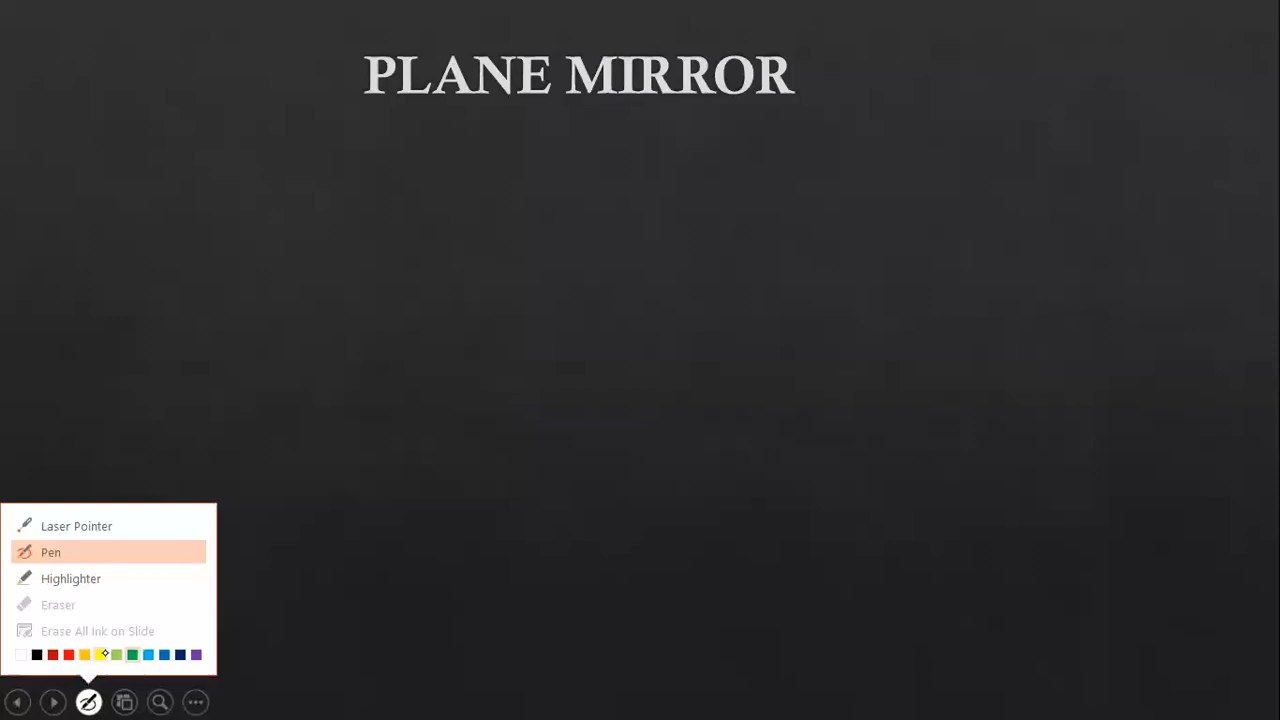 PLANE MIRROR
Laser Pointer
Pen
Highlighter
Eraser
Erase All Ink on Slide